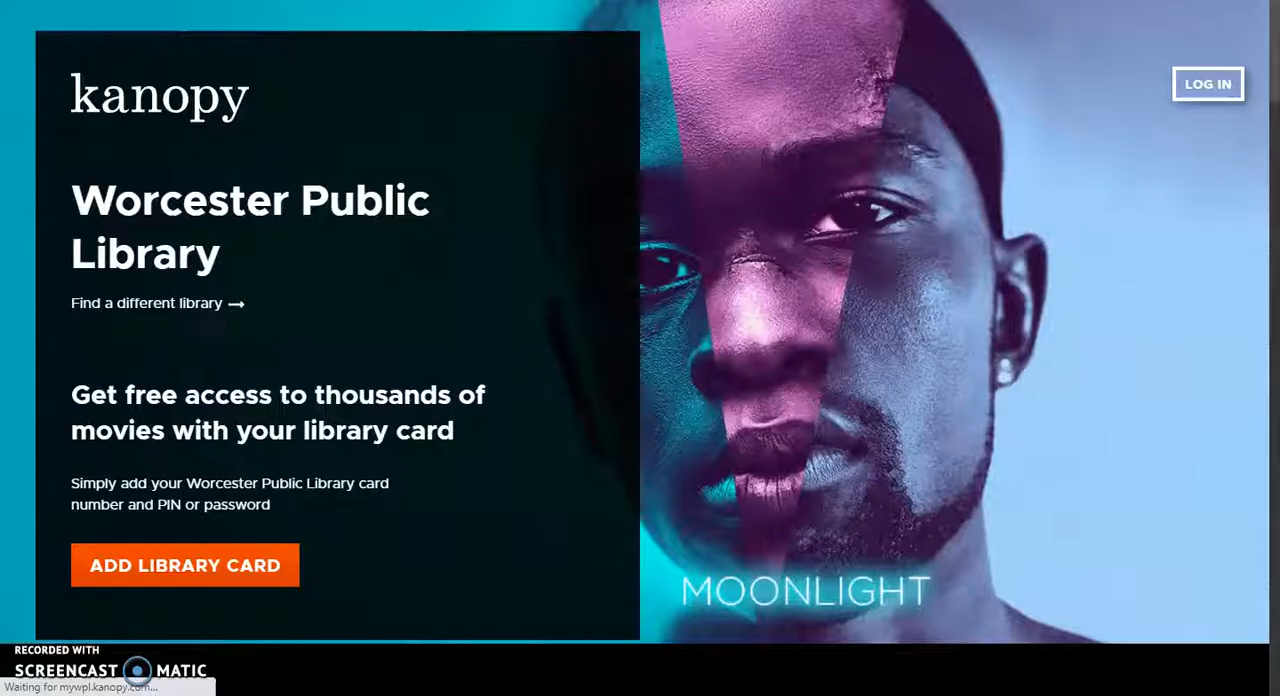 kanopy
LOG IN
Worcester Public
Library
Find a different library →
Get free access to thousands of
movies with your library card
Simply add your Worcester Public Library card
number and PIN or password
ADD LIBRARY CARD
MOONLIGHT
RECORDED WITH
SCREENCAST MATIC
Waiting for mywpl.kanopy.com...